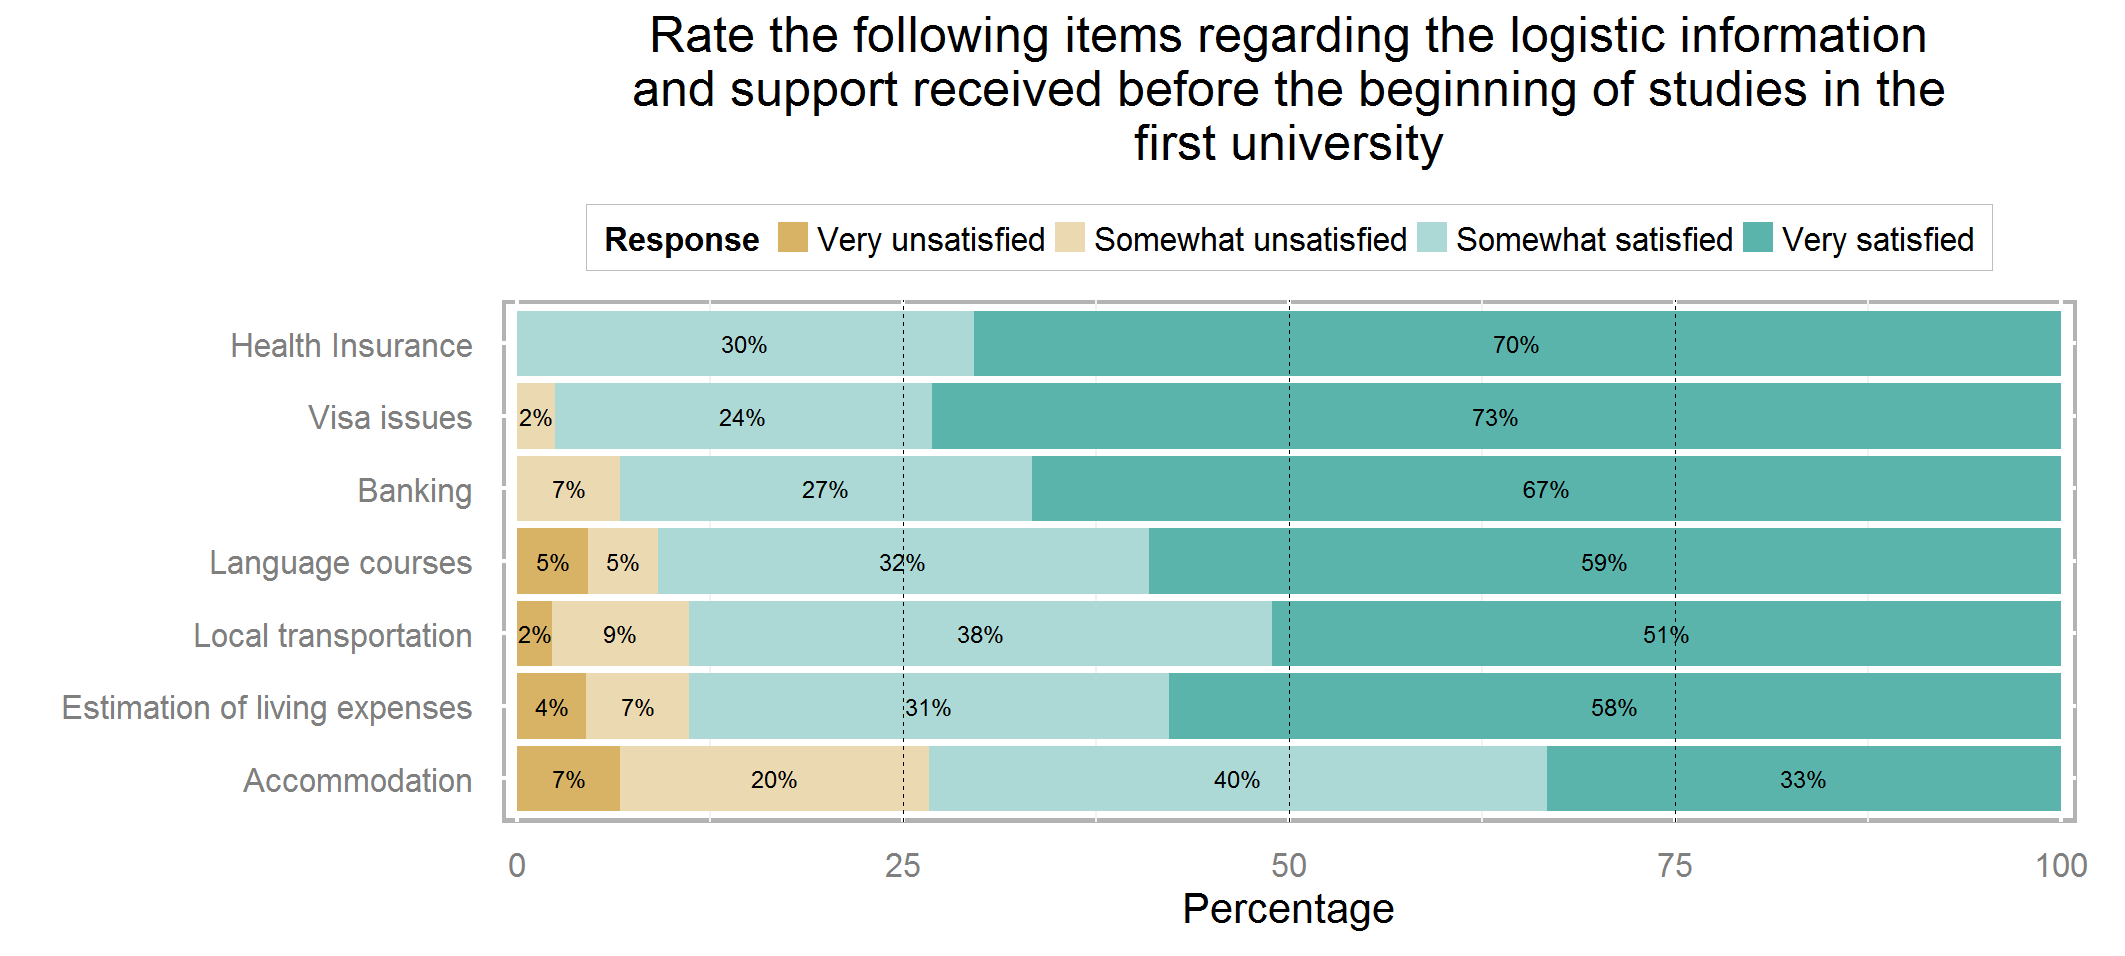 Rate the following items regarding the logistic information
and support received before the beginning of studies in the
first university
Response Very unsatisfied Somewhat unsatisfied Somewhat satisfied Very satisfied
Health Insurance 30% 70%
Visa issues 2% 24% 73%
Banking 7% 27% 67%
Language courses 5% 5% 32% 59%
Local transportation 2% 9% 38% 51%
Estimation of living expenses 4% 7% 31% 58%
Accommodation 7% 20% 40% 33%
0 25 50 75 100
Percentage